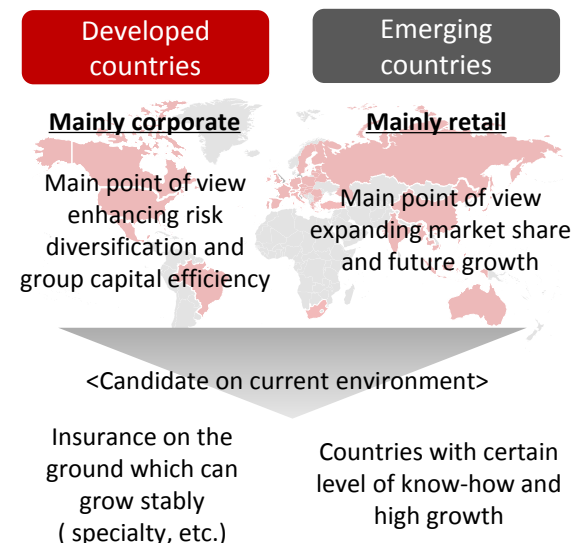 Developed
countries
Emerging
countries
Mainly corporate
Main point of view
enhancing risk
diversification and
group capital efficiency
Mainly retail
Main point of view
expanding market share
and future growth
<Candidate on current environment>
Insurance on the
ground which can
grow stably
( specialty, etc.)
Countries with certain
level of know-how and
high growth